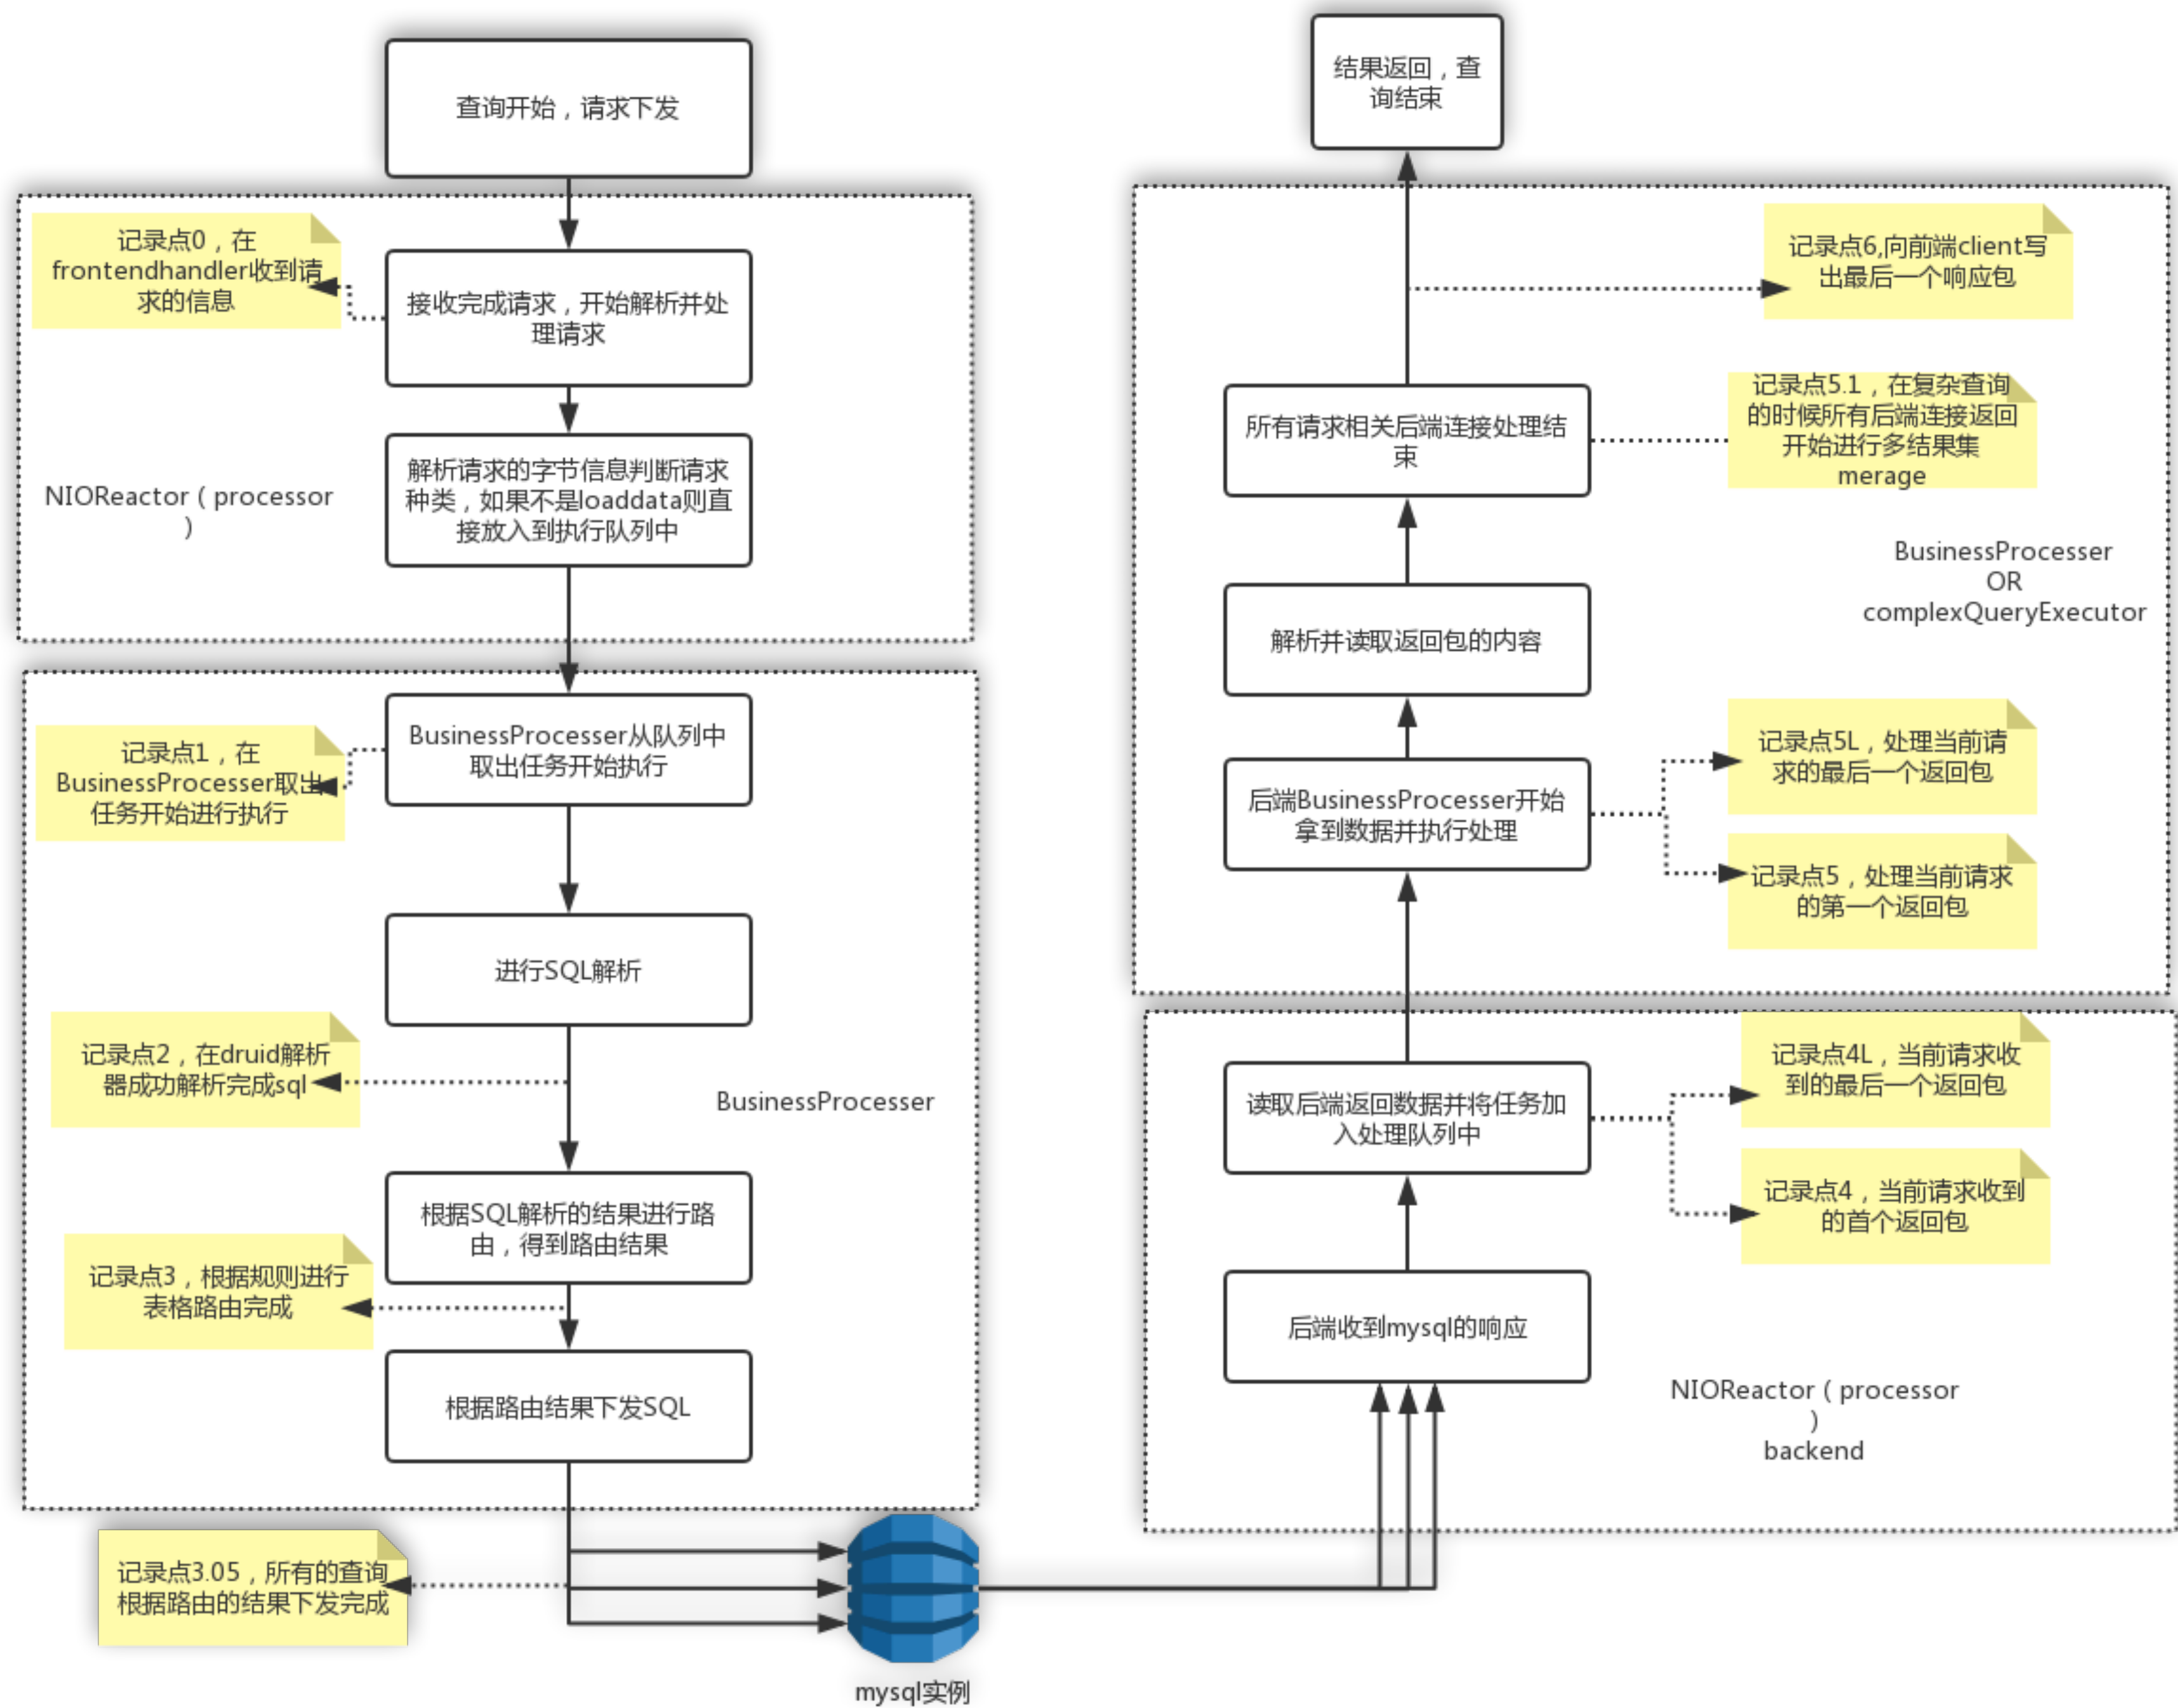 查询开始，请求下发
记录点0，在
frontendhandler收到请
求的信息
接收完成请求，开始解析并处
理请求
NIOReactor（processor
）
解析请求的字节信息判断请求
种类，如果不是loaddata则直
接放入到执行队列中
记录点1，在
BusinessProcesser取出
任务开始进行执行
BusinessProcesser从队列中
取出任务开始执行
进行SQL解析
记录点2，在druid解析
器成功解析完成sql
BusinessProcesser
根据SQL解析的结果进行路
由，得到路由结果
记录点3，根据规则进行
表格路由完成
根据路由结果下发SQL
记录点3.05，所有的查询
根据路由的结果下发完成
mysql实例
结果返回，查
询结束
记录点6,向前端client写
出最后一个响应包
所有请求相关后端连接处理结
束
记录点5.1，在复杂查询
的时候所有后端连接返回
开始进行多结果集
merage
BusinessProcesser
OR
complexQueryExecutor
解析并读取返回包的内容
记录点5L，处理当前请
求的最后一个返回包
后端BusinessProcesser开始
拿到数据并执行处理
记录点5，处理当前请求
的第一个返回包
记录点4L，当前请求收
到的最后一个返回包
读取后端返回数据并将任务加
入处理队列中
记录点4，当前请求收到
的首个返回包
后端收到mysql的响应
NIOReactor（processor
）
backend